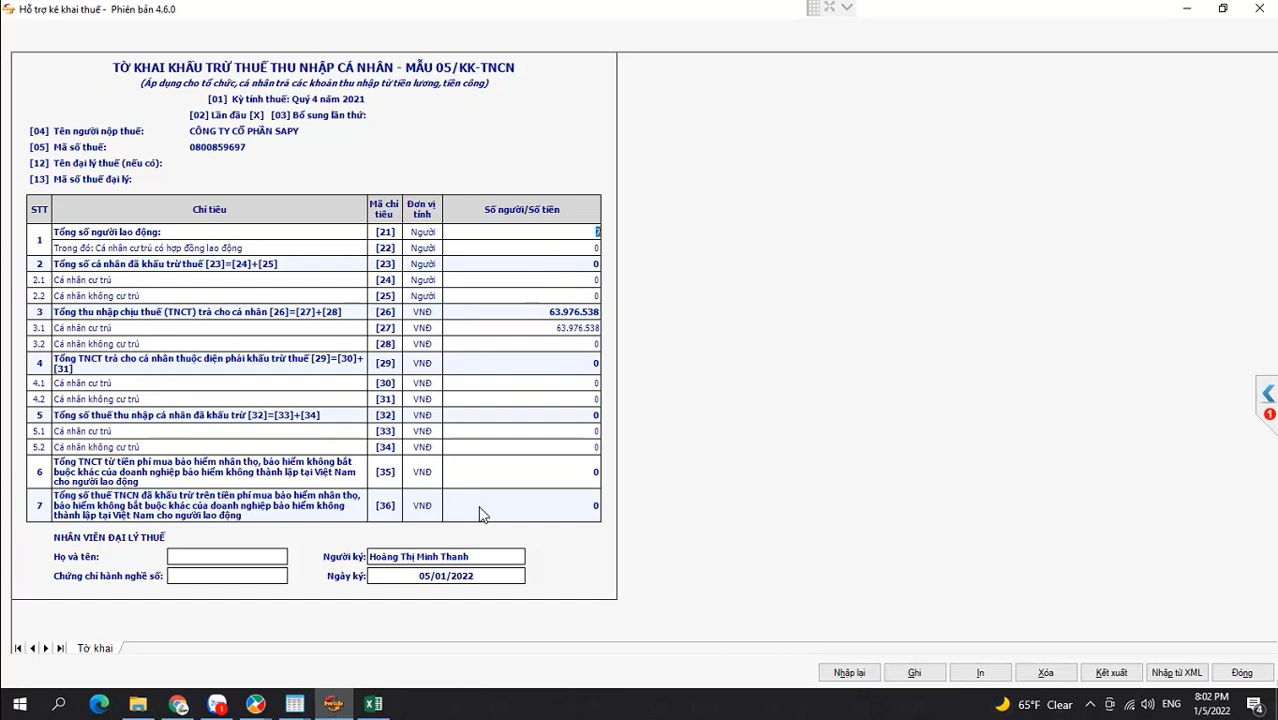 Hỗ trợ kê khai thuế - Phiên bản 4.6.0
TỜ KHAI KHẤU TRỪ THUẾ THU NHẬP CÁ NHÂN - MẪU 05/KK-TNCN
(Áp dụng cho tổ chức, cá nhân trả các khoản thu nhập từ tiền lương, tiền công)
[01] Kỳ tính thuế: Quý 4 năm 2021
[02] Lần đầu [X] [03] Bổ sung lần thứ:
[04] Tên người nộp thuế: CÔNG TY CỔ PHẦN SAPY
[05] Mã số thuế: 0800859697
[12] Tên đại lý thuế (nếu có):
[13] Mã số thuế đại lý:
STT Chỉ tiêu Mã chỉ tiêu Đơn vị tính Số người/Số tiền
1 Tổng số người lao động: [21] Người 7
Trong đó: Cá nhân cư trú có hợp đồng lao động [22] Người 0
2 Tổng số cá nhân đã khấu trừ thuế [23]=[24]+[25] [23] Người 0
2.1 Cá nhân cư trú [24] Người 0
2.2 Cá nhân không cư trú [25] Người 0
3 Tổng thu nhập chịu thuế (TNCT) trả cho cá nhân [26]=[27]+[28] [26] VNĐ 63.976.538
3.1 Cá nhân cư trú [27] VNĐ 63.976.538
3.2 Cá nhân không cư trú [28] VNĐ 0
4 Tổng TNCT trả cho cá nhân thuộc diện phải khấu trừ thuế [29]=[30]+
[31] [29] VNĐ 0
4.1 Cá nhân cư trú [30] VNĐ 0
4.2 Cá nhân không cư trú [31] VNĐ 0
5 Tổng số thuế thu nhập cá nhân đã khấu trừ [32]=[33]+[34] [32] VNĐ 0
5.1 Cá nhân cư trú [33] VNĐ 0
5.2 Cá nhân không cư trú [34] VNĐ 0
6 Tổng TNCT từ tiền phí mua bảo hiểm nhân thọ, bảo hiểm không bắt
buộc khác của doanh nghiệp bảo hiểm không thành lập tại Việt Nam
cho người lao động [35] VNĐ 0
7 Tổng số thuế TNCN đã khấu trừ trên tiền phí mua bảo hiểm nhân thọ,
bảo hiểm không bắt buộc khác của doanh nghiệp bảo hiểm không
thành lập tại Việt Nam cho người lao động [36] VNĐ 0
NHÂN VIÊN ĐẠI LÝ THUẾ
Họ và tên: Người ký: Hoàng Thị Minh Thanh
Chứng chỉ hành nghề số: Ngày ký: 05/01/2022
1
Tờ khai
Nhập lại Ghi In Xóa Kết xuất Nhập từ XML Đóng
65°F Clear ENG 8:02 PM
1/5/2022